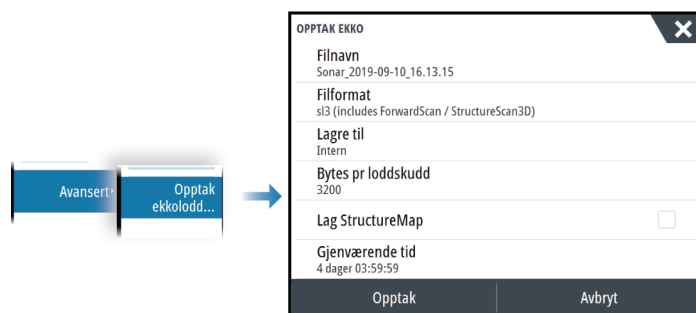 Avansert
Opptak
ekkolodd...
OPPTAK EKKO
Filnavn
Sonar_2019-09-10_16.13.15
Filformat
sl3 (includes ForwardScan / StructureScan3D)
Lagre til
Intern
Bytes pr loddskudd
3200
Lag StructureMap
Gjenværende tid
4 dager 03:59:59
Opptak Avbryt